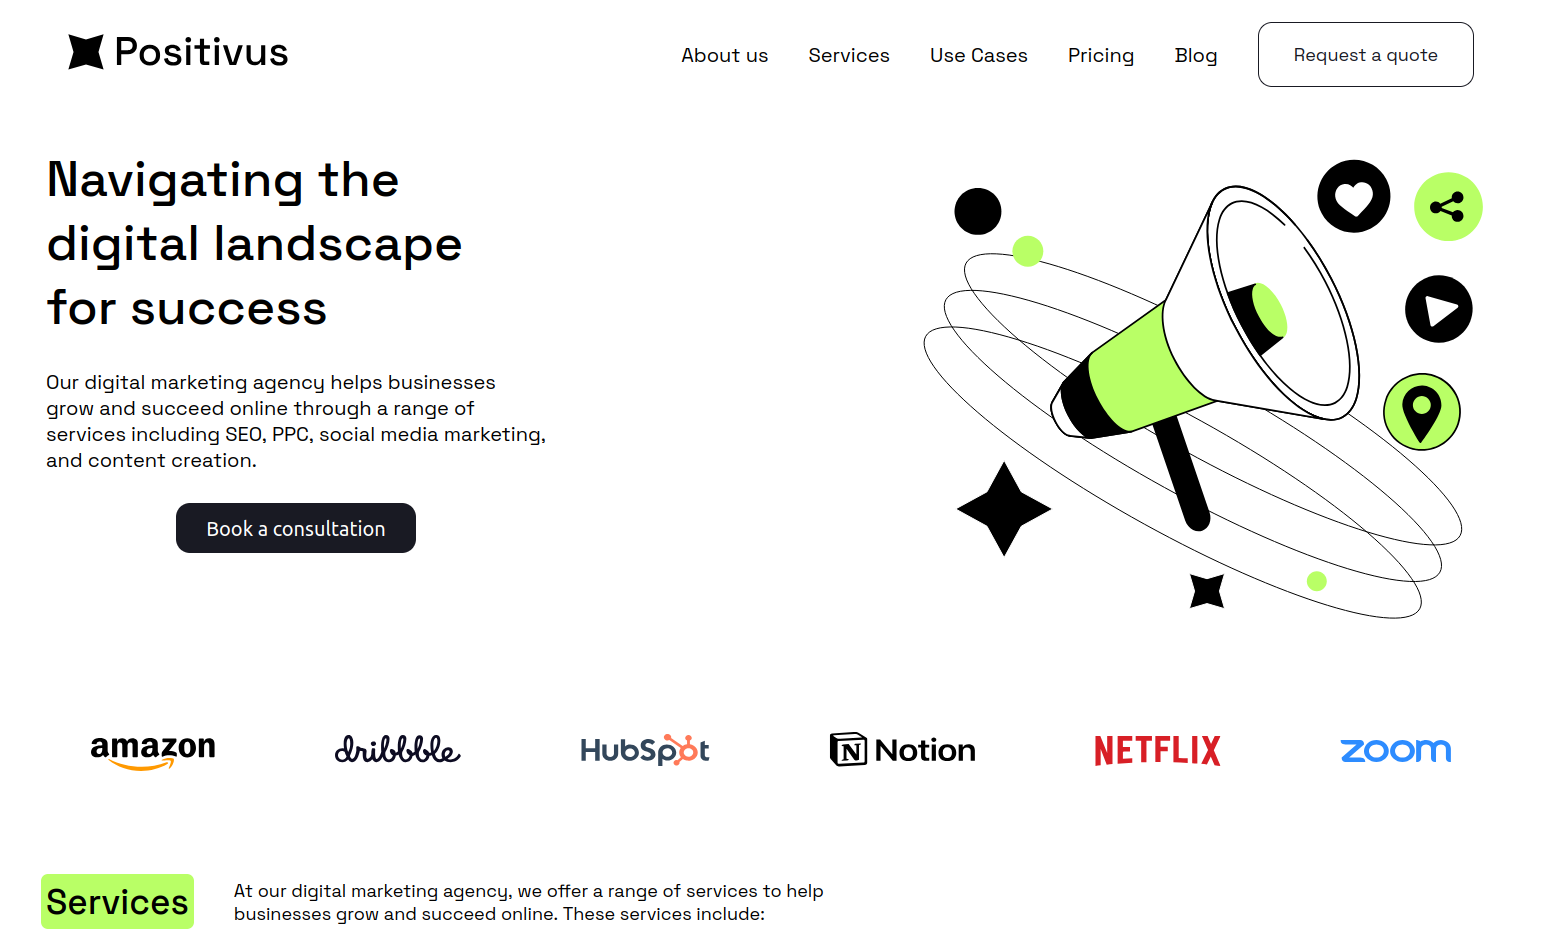 Positivus
About us Services Use Cases Pricing Blog Request a quote
Navigating the
digital landscape
for success
Our digital marketing agency helps businesses
grow and succeed online through a range of
services including SEO, PPC, social media marketing,
and content creation.
Book a consultation
amazon dribbble HubSpot Notion NETFLIX zoom
Services
At our digital marketing agency, we offer a range of services to help
businesses grow and succeed online. These services include: